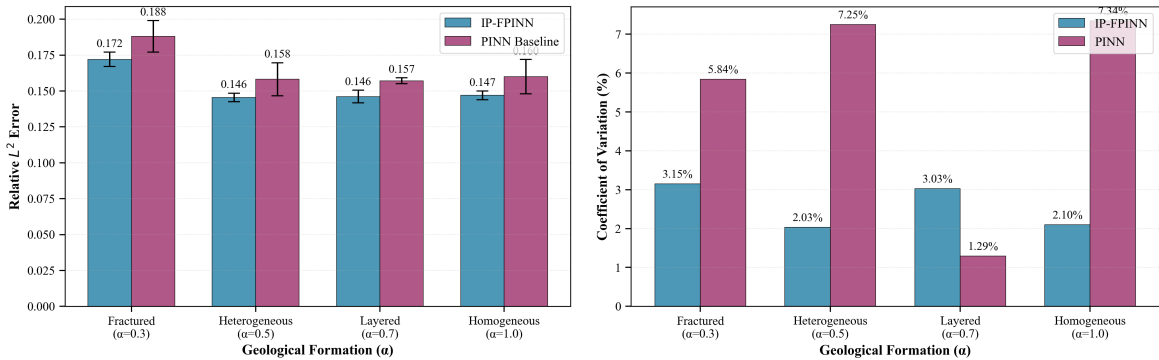 0.200
0.175
0.150
0.125
0.100
0.075
0.050
0.025
0.000
Relative L² Error
0.172
0.188
0.146
0.158
0.146
0.157
0.147
0.160
IP-FPINN
PINN Baseline
Fractured
(α=0.3)
Heterogeneous
(α=0.5)
Layered
(α=0.7)
Homogeneous
(α=1.0)
Geological Formation (α)
7
6
5
4
3
2
1
0
Coefficient of Variation (%)
3.15%
5.84%
2.03%
7.25%
3.03%
1.29%
2.10%
7.34%
IP-FPINN
PINN
Fractured
(α=0.3)
Heterogeneous
(α=0.5)
Layered
(α=0.7)
Homogeneous
(α=1.0)
Geological Formation (α)